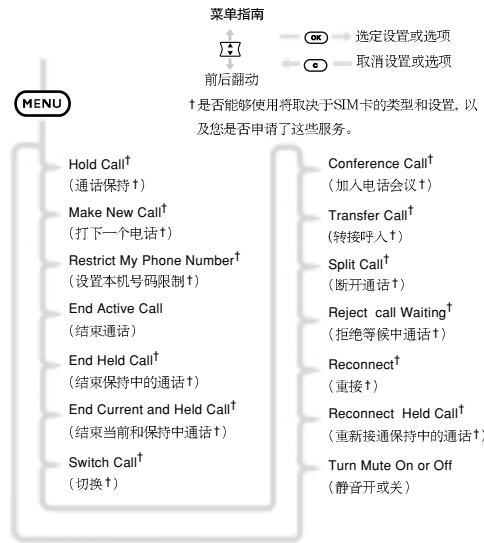 菜单指南
OK 选定设置或选项
C 取消设置或选项
前后翻动
MENU
†是否能够使用将取决于SIM卡的类型和设置, 以
及您是否申请了这些服务。
Hold Call†
(通话保持†)
Make New Call†
(打下一个电话†)
Restrict My Phone Number†
(设置本机号码限制†)
End Active Call
(结束通话)
End Held Call†
(结束保持中的通话†)
End Current and Held Call†
(结束当前和保持中通话†)
Switch Call†
(切换†)
Conference Call†
(加入电话会议†)
Transfer Call†
(转接呼入†)
Split Call†
(断开通话†)
Reject call Waiting†
(拒绝等候中通话†)
Reconnect†
(重接†)
Reconnect Held Call†
(重新接通保持中的通话†)
Turn Mute On or Off
(静音开或关)